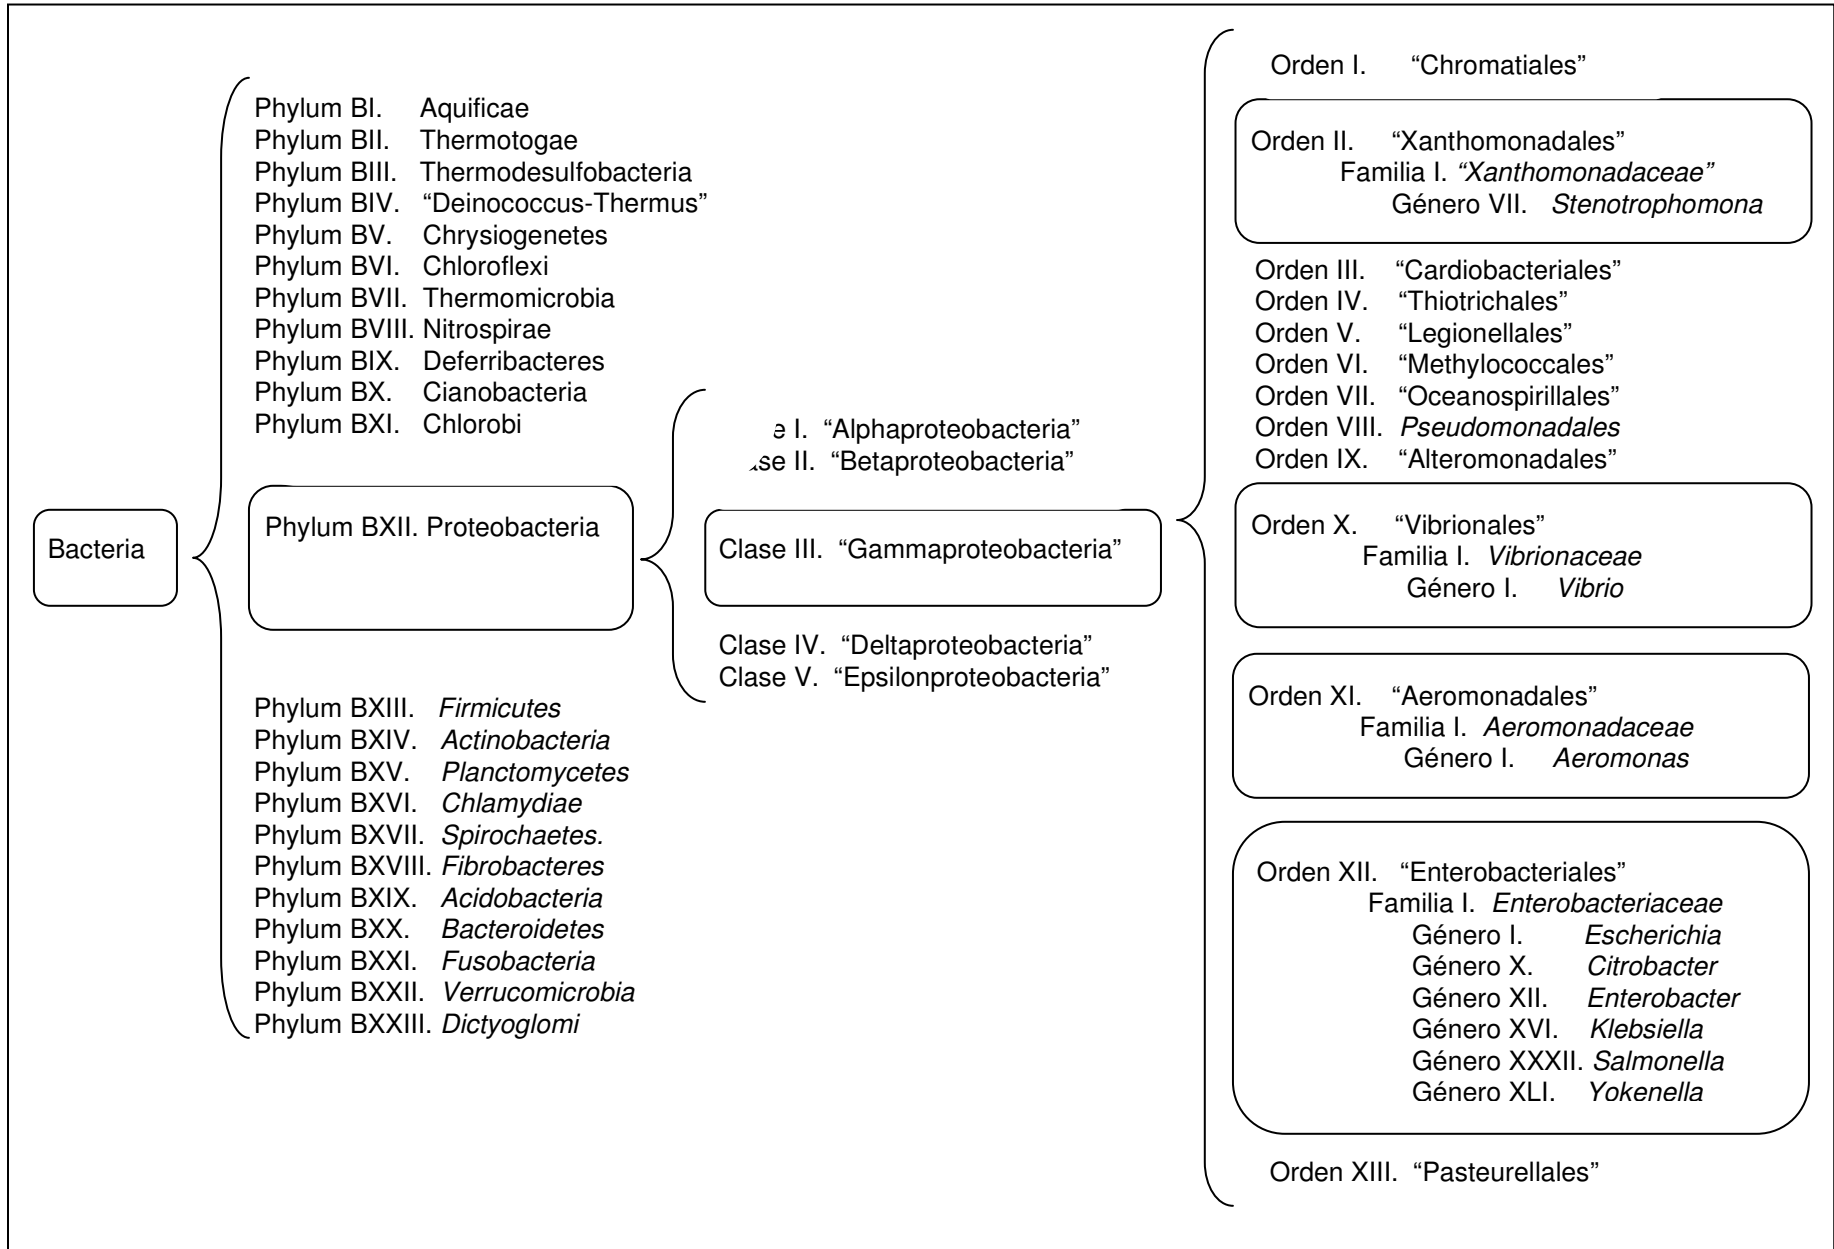 Bacteria
Phylum BI. Aquificae
Phylum BII. Thermotogae
Phylum BIII. Thermodesulfobacteria
Phylum BIV. “Deinococcus-Thermus”
Phylum BV. Chrysiogenetes
Phylum BVI. Chloroflexi
Phylum BVII. Thermomicrobia
Phylum BVIII. Nitrospirae
Phylum BIX. Deferribacteres
Phylum BX. Cianobacteria
Phylum BXI. Chlorobi
Phylum BXII. Proteobacteria
Phylum BXIII. Firmicutes
Phylum BXIV. Actinobacteria
Phylum BXV. Planctomycetes
Phylum BXVI. Chlamydiae
Phylum BXVII. Spirochaetes.
Phylum BXVIII. Fibrobacteres
Phylum BXIX. Acidobacteria
Phylum BXX. Bacteroidetes
Phylum BXXI. Fusobacteria
Phylum BXXII. Verrucomicrobia
Phylum BXXIII. Dictyoglomi
e I. “Alphaproteobacteria”
se II. “Betaproteobacteria”
Clase III. “Gammaproteobacteria”
Clase IV. “Deltaproteobacteria”
Clase V. “Epsilonproteobacteria”
Orden I. “Chromatiales”
Orden II. “Xanthomonadales”
Familia I. “Xanthomonadaceae”
Género VII. Stenotrophomona
Orden III. “Cardiobacteriales”
Orden IV. “Thiotrichales”
Orden V. “Legionellales”
Orden VI. “Methylococcales”
Orden VII. “Oceanospirillales”
Orden VIII. Pseudomonadales
Orden IX. “Alteromonadales”
Orden X. “Vibrionales”
Familia I. Vibrionaceae
Género I. Vibrio
Orden XI. “Aeromonadales”
Familia I. Aeromonadaceae
Género I. Aeromonas
Orden XII. “Enterobacteriales”
Familia I. Enterobacteriaceae
Género I. Escherichia
Género X. Citrobacter
Género XII. Enterobacter
Género XVI. Klebsiella
Género XXXII. Salmonella
Género XLI. Yokenella
Orden XIII. “Pasteurellales”